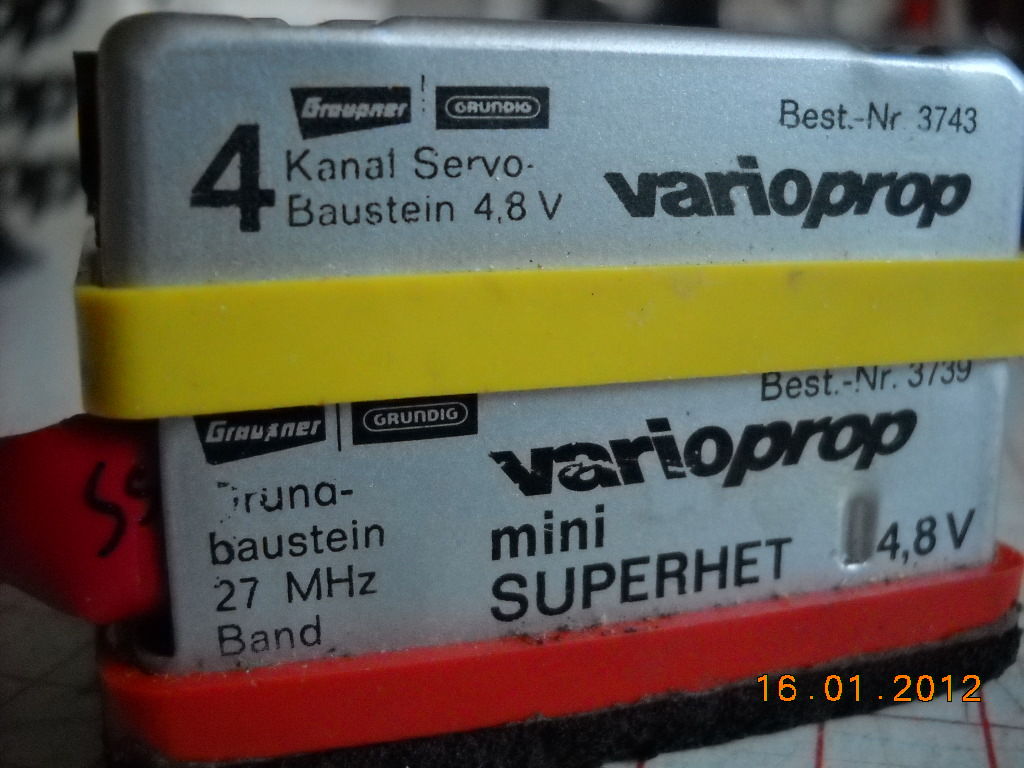 Graupner GRUNDIG
Best.-Nr. 3743
4 Kanal Servo-
Baustein 4,8 V
varioprop
Best.-Nr. 3739
Graupner GRUNDIG
varioprop
Grund-
baustein
27 MHz
Band
mini
SUPERHET
4,8 V
16.01.2012